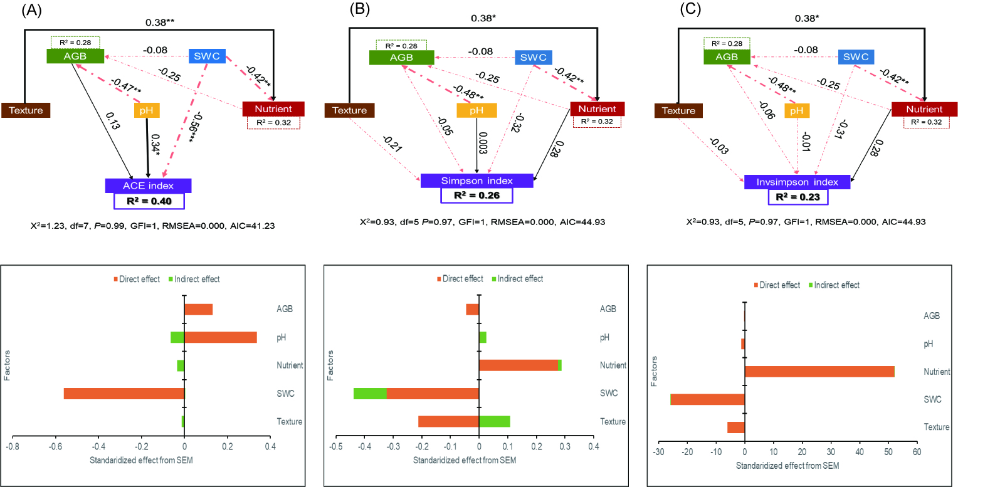 (A)
0.38**
R² = 0.28
AGB
-0.08
SWC
-0.25
-0.42**
-0.47**
Texture
pH
Nutrient
R² = 0.32
0.13
0.34*
-0.56***
ACE index
R² = 0.40
X²=1.23, df=7, P=0.99, GFI=1, RMSEA=0.000, AIC=41.23
(B)
0.38*
R² = 0.28
AGB
-0.08
SWC
-0.25
-0.42**
-0.48**
Texture
pH
Nutrient
R² = 0.32
-0.21
-0.05
0.003
-0.32
0.28
Simpson index
R² = 0.26
X²=0.93, df=5 P=0.97, GFI=1, RMSEA=0.000, AIC=44.93
(C)
0.38*
R² = 0.28
AGB
-0.08
SWC
-0.25
-0.42**
-0.48**
Texture
pH
Nutrient
R² = 0.32
-0.03
-0.06
-0.01
-0.31
0.28
Invsimpson index
R² = 0.23
X²=0.93, df=5, P=0.97, GFI=1, RMSEA=0.000, AIC=44.93
Direct effect Indirect effect
AGB
pH
Nutrient
SWC
Texture
Factors
-0.8 -0.6 -0.4 -0.2 0 0.2 0.4
Standaridized effect from SEM
Direct effect Indirect effect
AGB
pH
Nutrient
SWC
Texture
-0.5 -0.4 -0.3 -0.2 -0.1 0 0.1 0.2 0.3 0.4
Standaridized effect from SEM
Direct effect Indirect effect
AGB
pH
Nutrient
SWC
Texture
Factors
-30 -20 -10 0 10 20 30 40 50 60
Standaridized effect from SEM